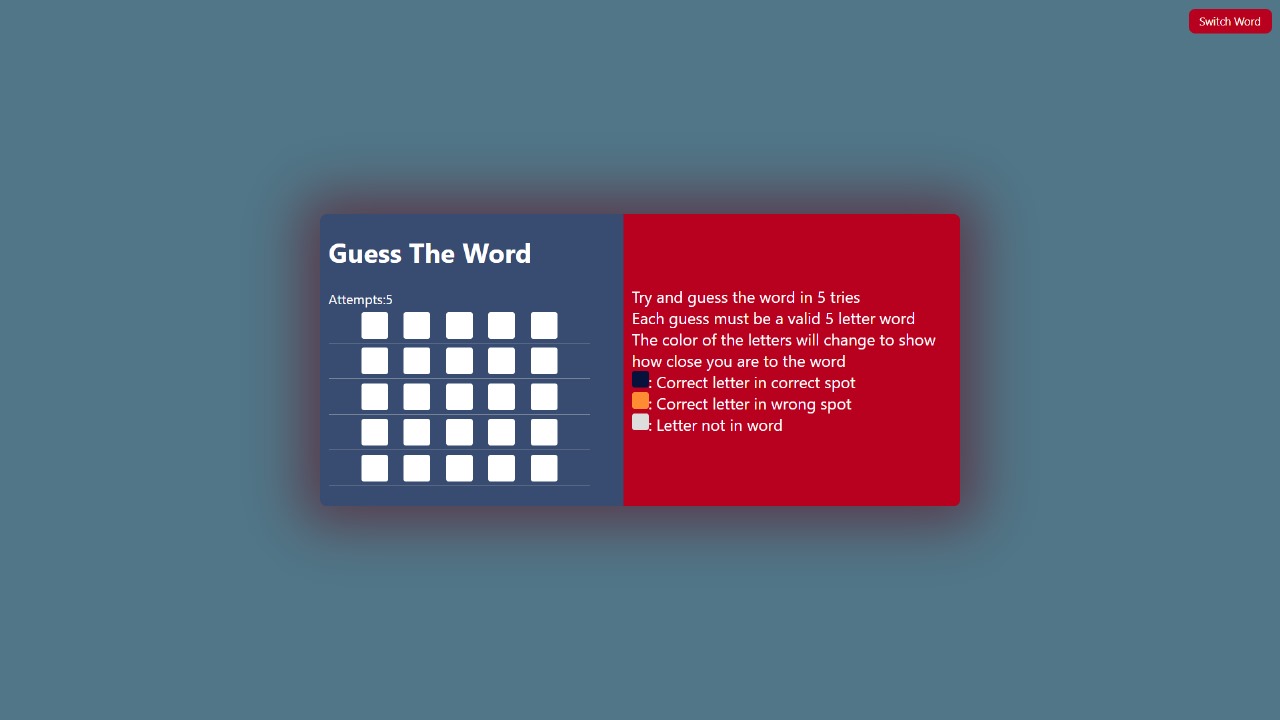 Switch Word
Guess The Word
Attempts:5
Try and guess the word in 5 tries
Each guess must be a valid 5 letter word
The color of the letters will change to show
how close you are to the word
: Correct letter in correct spot
: Correct letter in wrong spot
: Letter not in word